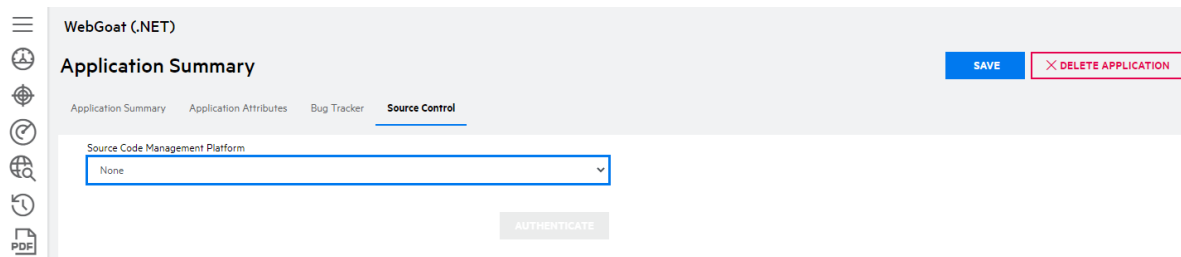 WebGoat (.NET)
Application Summary
SAVE
DELETE APPLICATION
Application Summary
Application Attributes
Bug Tracker
Source Control
Source Code Management Platform
None
AUTHENTICATE
PDF